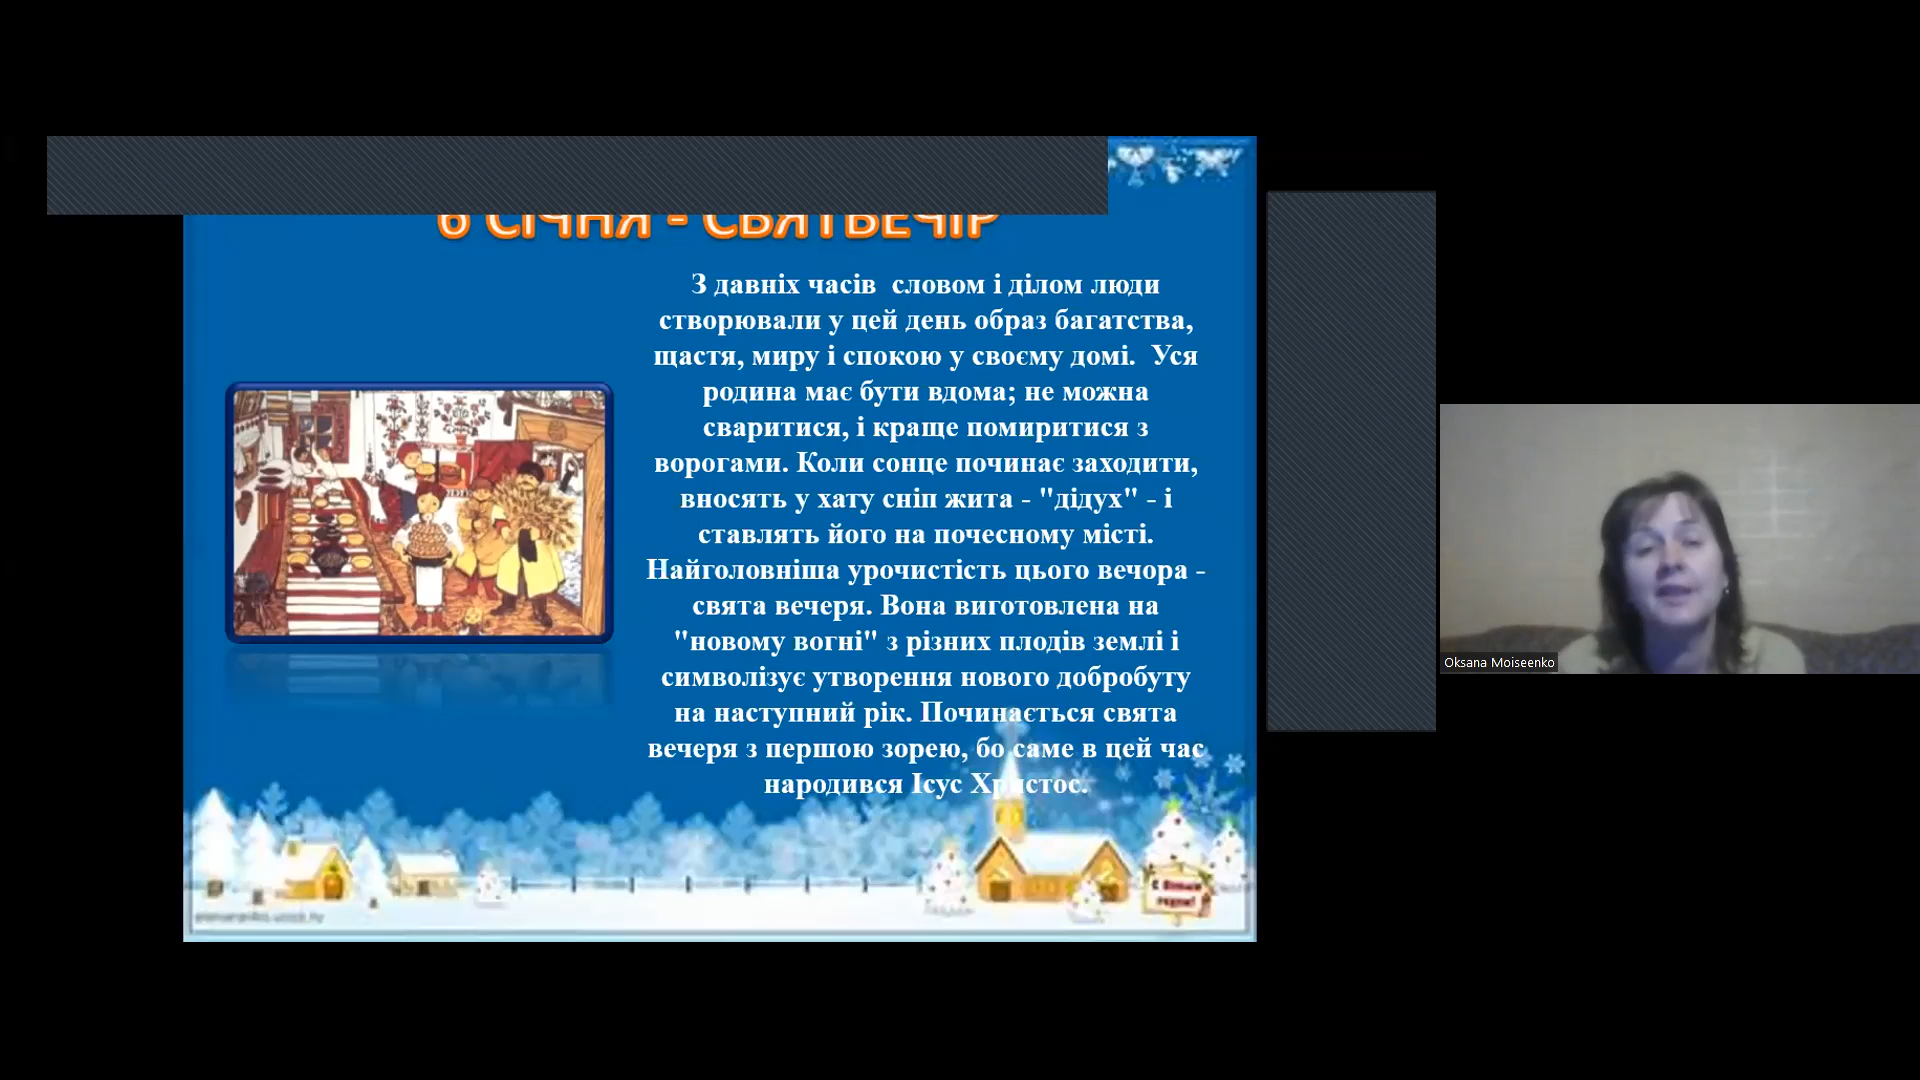 6 СІЧНЯ - СВЯТВЕЧІР
З давніх часів словом і ділом люди
створювали у цей день образ багатства,
щастя, миру і спокою у своєму домі. Уся
родина має бути вдома; не можна
сваритися, і краще помиритися з
ворогами. Коли сонце починає заходити,
вносять у хату сніп жита - "дідух" - і
ставлять його на почесному місті.
Найголовніша урочистість цього вечора -
свята вечеря. Вона виготовлена на
"новому вогні" з різних плодів землі і
символізує утворення нового добробуту
на наступний рік. Починається свята
вечеря з першою зорею, бо саме в цей час
народився Ісус Христос.
Oksana Moiseenko